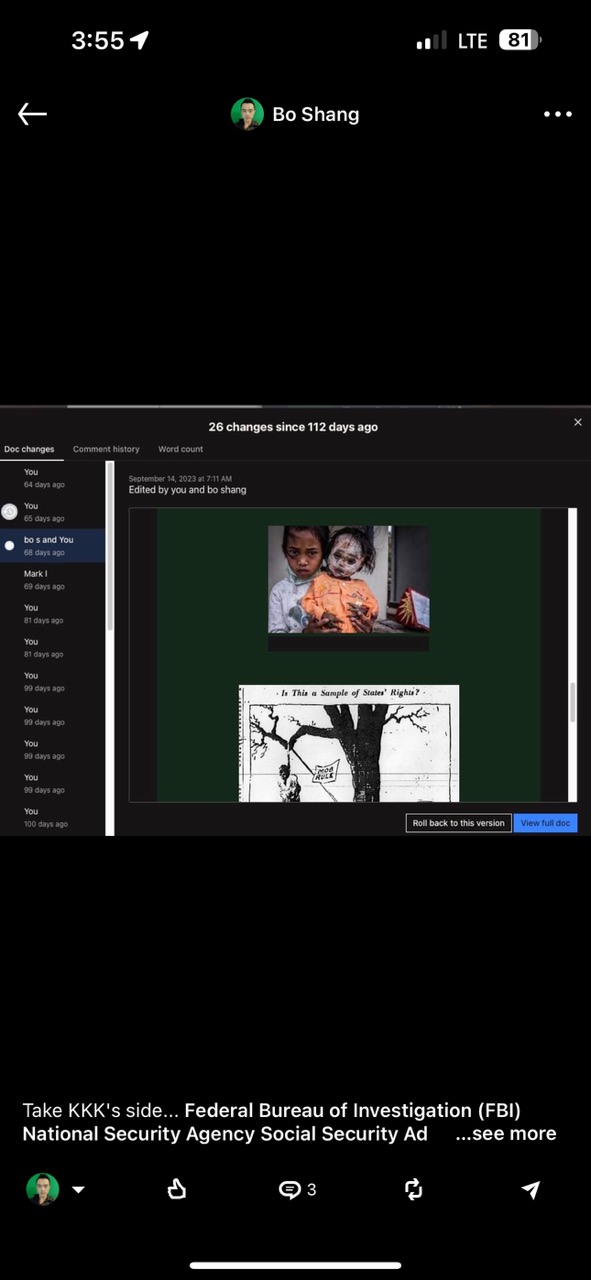 3:55
LTE
81
Bo Shang
26 changes since 112 days ago
Doc changes
Comment history
Word count
You
64 days ago
You
65 days ago
bo s and You
68 days ago
Mark I
69 days ago
You
81 days ago
You
81 days ago
You
99 days ago
You
99 days ago
You
99 days ago
You
99 days ago
You
100 days ago
September 14, 2023 at 7:11 AM
Edited by you and bo shang
· Is This a Sample of States' Rights? ·
MOB
RULE
Roll back to this version
View full doc
Take KKK's side... Federal Bureau of Investigation (FBI)
National Security Agency Social Security Ad ...see more
3